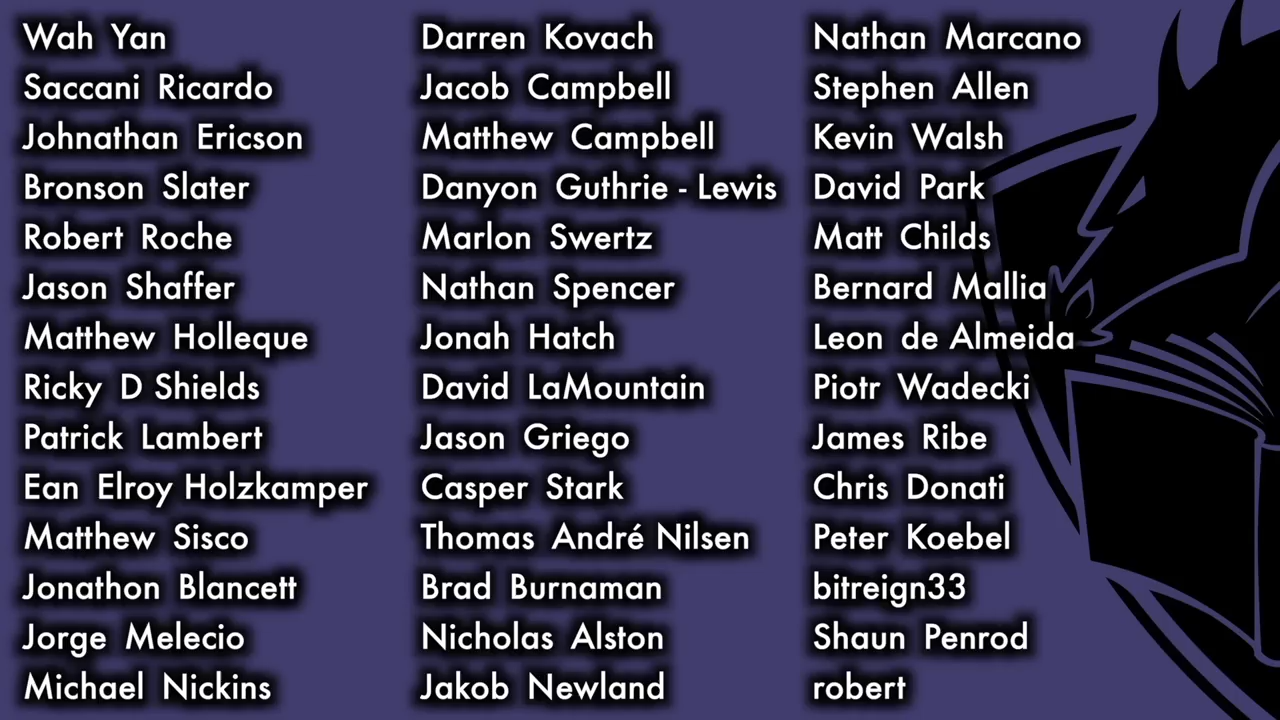 Wah Yan
Saccani Ricardo
Johnathan Ericson
Bronson Slater
Robert Roche
Jason Shaffer
Matthew Holleque
Ricky D Shields
Patrick Lambert
Ean Elroy Holzkamper
Matthew Sisco
Jonathon Blancett
Jorge Melecio
Michael Nickins
Darren Kovach
Jacob Campbell
Matthew Campbell
Danyon Guthrie - Lewis
Marlon Swertz
Nathan Spencer
Jonah Hatch
David LaMountain
Jason Griego
Casper Stark
Thomas André Nilsen
Brad Burnaman
Nicholas Alston
Jakob Newland
Nathan Marcano
Stephen Allen
Kevin Walsh
David Park
Matt Childs
Bernard Mallia
Leon de Almeida
Piotr Wadecki
James Ribe
Chris Donati
Peter Koebel
bitreign33
Shaun Penrod
robert